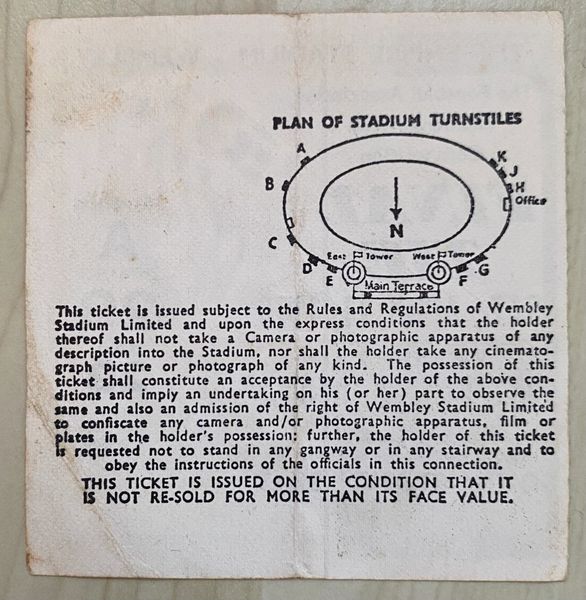 PLAN OF STADIUM TURNSTILES
A
K
J
B
H
Office
N
C
East Tower
West Tower
D
G
E
F
Main Terrace
This ticket is issued subject to the Rules and Regulations of Wembley
Stadium Limited and upon the express conditions that the holder
thereof shall not take a Camera or photographic apparatus of any
description into the Stadium, nor shall the holder take any cinemato-
graph picture or photograph of any kind. The possession of this
ticket shall constitute an acceptance by the holder of the above con-
ditions and imply an undertaking on his (or her) part to observe the
same and also an admission of the right of Wembley Stadium Limited
to confiscate any camera and/or photographic apparatus, film or
plates in the holder's possession; further, the holder of this ticket
is requested not to stand in any gangway or in any stairway and to
obey the instructions of the officials in this connection.
THIS TICKET IS ISSUED ON THE CONDITION THAT IT
IS NOT RE-SOLD FOR MORE THAN ITS FACE VALUE.